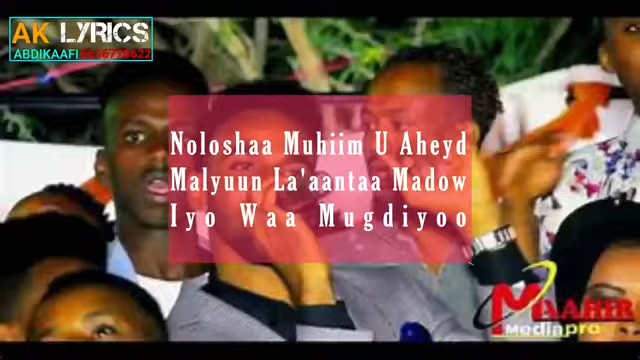 AK LYRICS
ABDIKAAFI
Noloshaa Muhiim U Aheyd
Malyuun La'aantaa Madow
Iyo Waa Mugdiyoo
MAAHIR
Mediapro